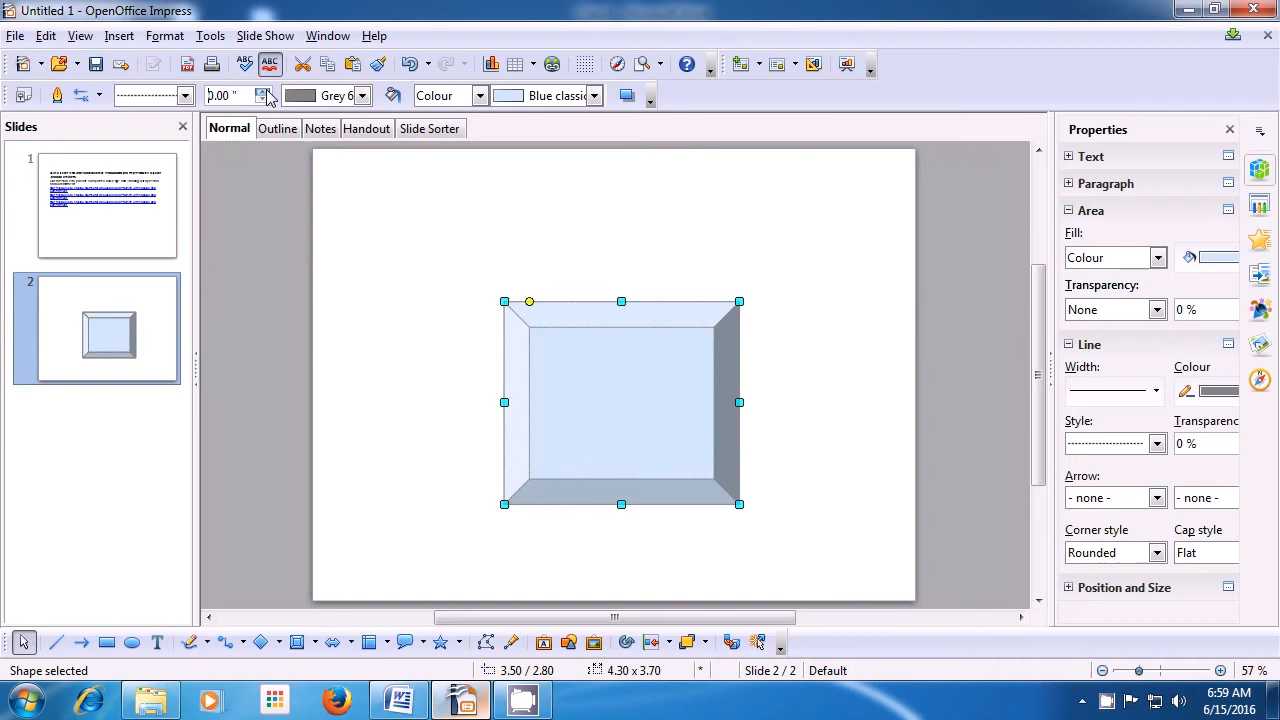 Untitled 1 - OpenOffice Impress
File Edit View Insert Format Tools Slide Show Window Help
ABC ABC
0.00 " Grey 6 Colour Blue classic
Slides
Normal Outline Notes Handout Slide Sorter
Properties
1
2
Text
Paragraph
Area
Fill:
Colour
Transparency:
None 0 %
Line
Width: Colour
Style: Transparenc
0 %
Arrow:
- none - - none -
Corner style Cap style
Rounded Flat
Position and Size
Shape selected 3.50 / 2.80 4.30 x 3.70 * Slide 2 / 2 Default 57 %
6:59 AM
6/15/2016